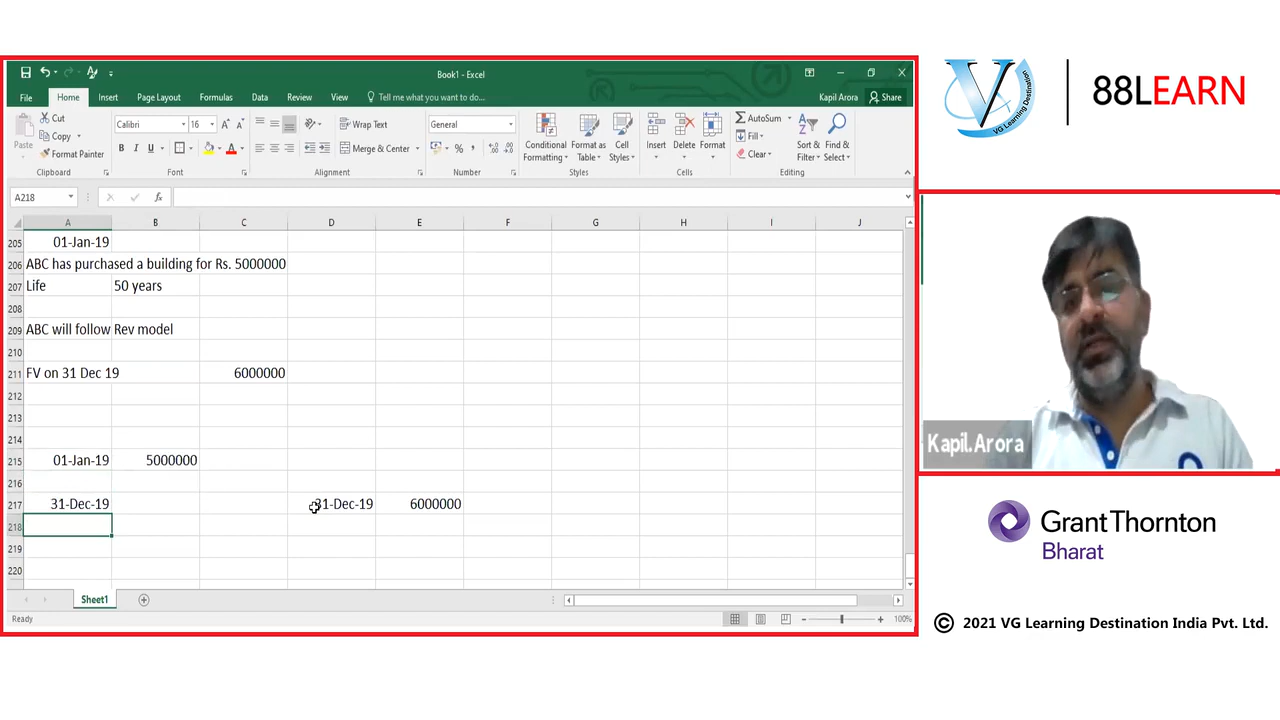 Book1 - Excel
File Home Insert Page Layout Formulas Data Review View Tell me what you want to do... Kapil Arora Share
Paste
Cut
Copy
Format Painter
Clipboard
Calibri 16
B I U
Font
Wrap Text
Merge & Center
Alignment
General
Number
Conditional Formatting
Format as Table
Cell Styles
Styles
Insert Delete Format
Cells
AutoSum
Fill
Clear
Sort & Filter
Find & Select
Editing
A218 fx
A B C D E F G H I J
205 01-Jan-19
206 ABC has purchased a building for Rs. 5000000
207 Life 50 years
208
209 ABC will follow Rev model
210
211 FV on 31 Dec 19 6000000
212
213
214
215 01-Jan-19 5000000
216
217 31-Dec-19 31-Dec-19 6000000
218
219
220
Sheet1
Ready 100%
VG Learning Destination
88LEARN
Kapil.Arora
GrantThornton
Bharat
© 2021 VG Learning Destination India Pvt. Ltd.